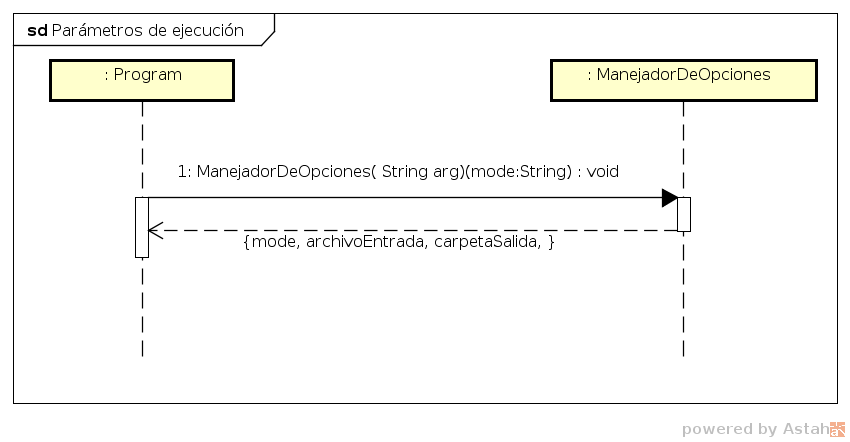 sd Parámetros de ejecución
: Program
: ManejadorDeOpciones
1: ManejadorDeOpciones( String arg)(mode:String) : void
{mode, archivoEntrada, carpetaSalida, }
powered by Astah